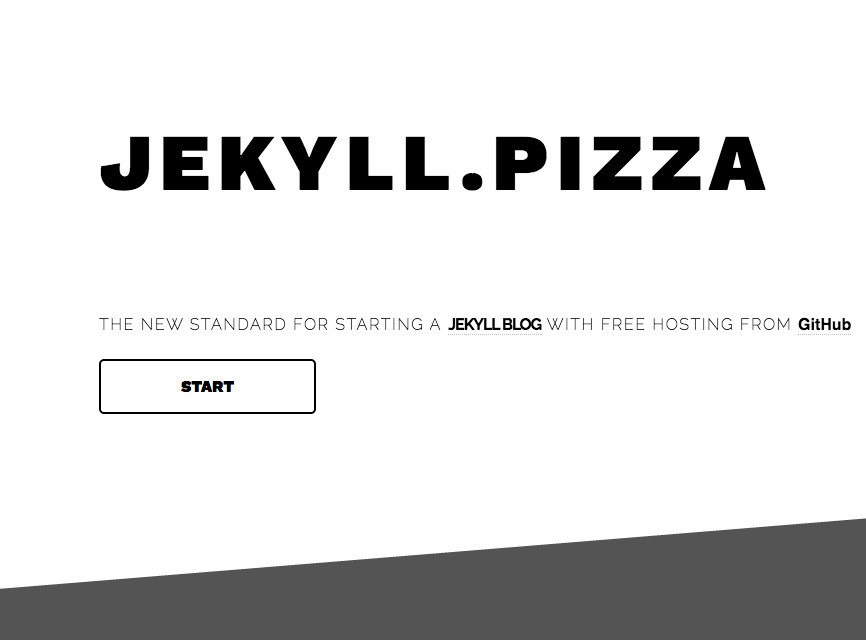 JEKYLL.PIZZA
THE NEW STANDARD FOR STARTING A JEKYLL BLOG WITH FREE HOSTING FROM GitHub
START